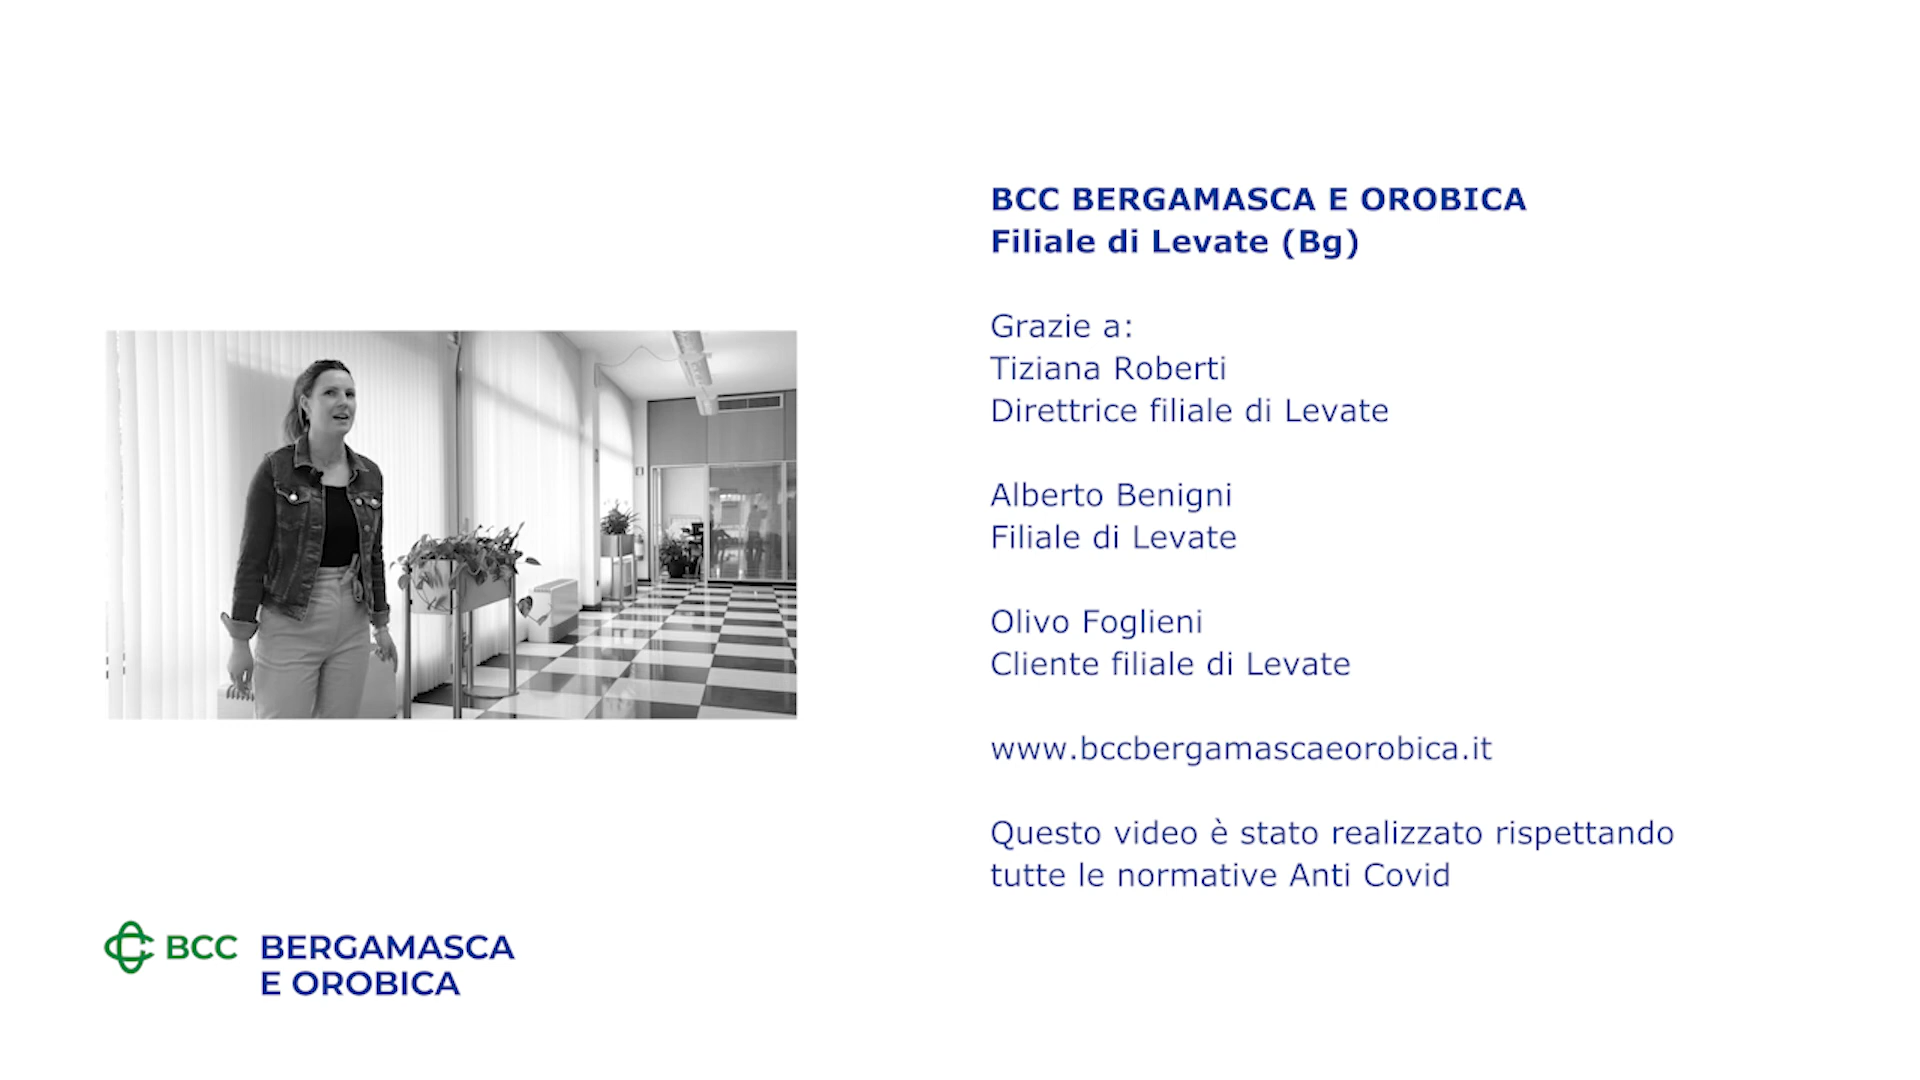 BCC BERGAMASCA E OROBICA
Filiale di Levate (Bg)
Grazie a:
Tiziana Roberti
Direttrice filiale di Levate
Alberto Benigni
Filiale di Levate
Olivo Foglieni
Cliente filiale di Levate
www.bccbergamascaeorobica.it
Questo video è stato realizzato rispettando
tutte le normative Anti Covid
BCC BERGAMASCA
E OROBICA